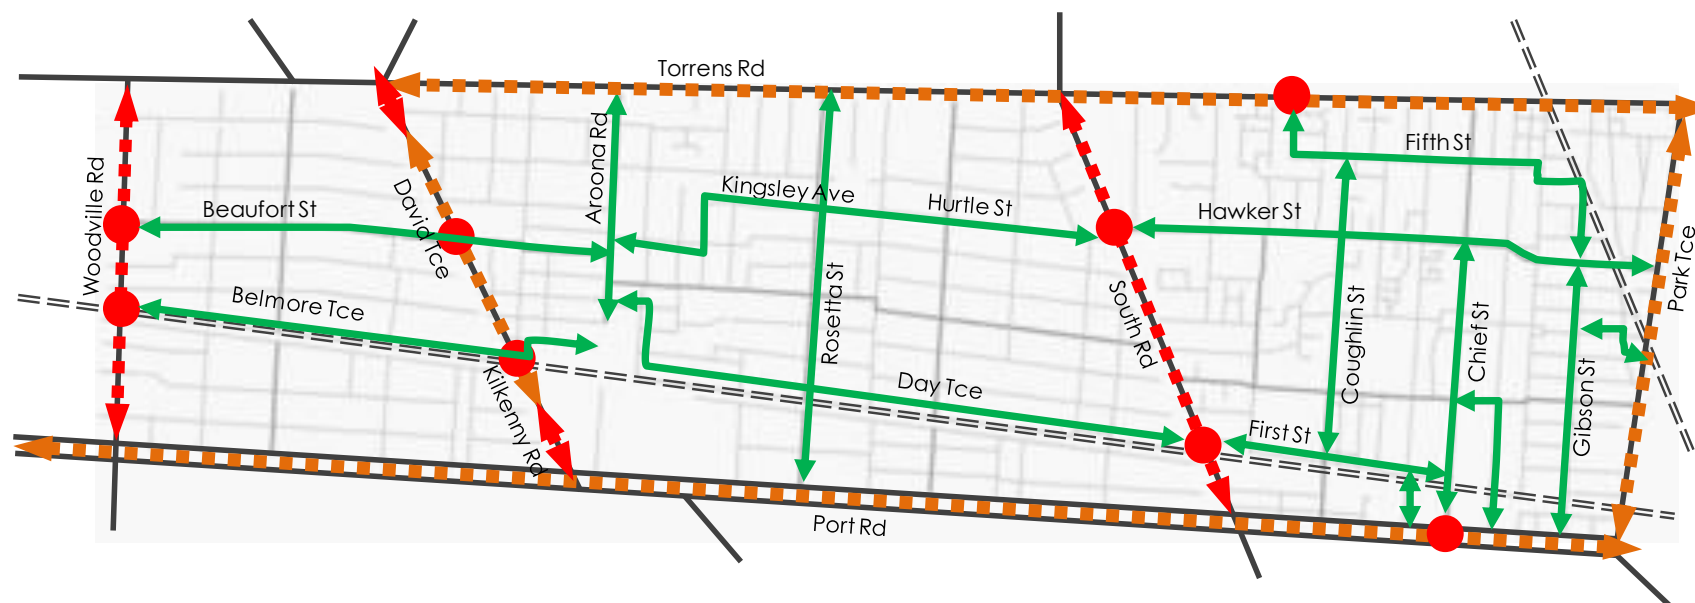 Torrens Rd
Fifth St
Aroona Rd
Woodville Rd
Kingsley Ave
Beaufort St
David Tce
Hurtle St
Hawker St
Park Tce
Belmore Tce
Rosetta St
South Rd
Coughlin St
Chief St
Gibson St
Kilkenny Rd
Day Tce
First St
Port Rd